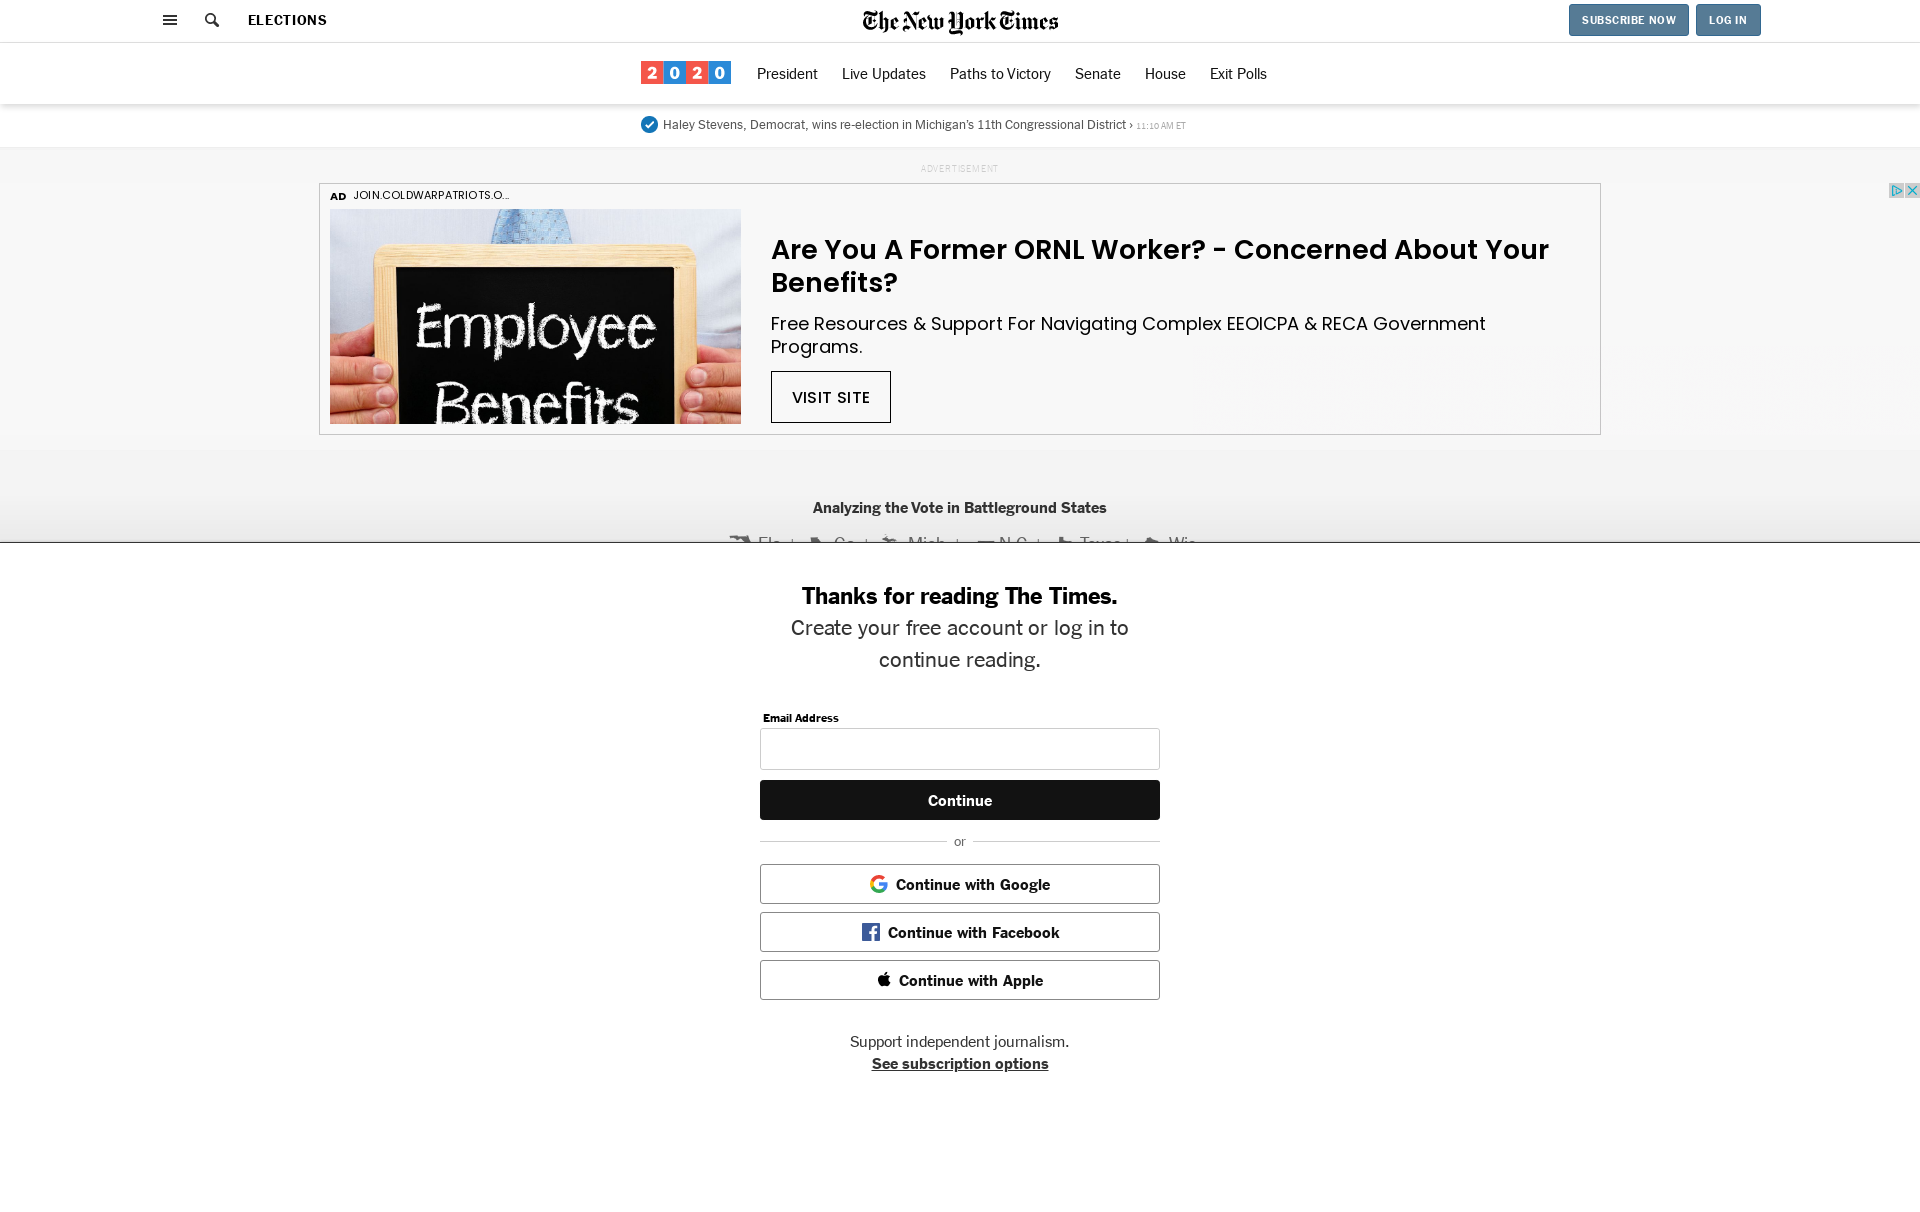 ELECTIONS
The New York Times
SUBSCRIBE NOW
LOG IN
2020
President
Live Updates
Paths to Victory
Senate
House
Exit Polls
Haley Stevens, Democrat, wins re-election in Michigan's 11th Congressional District › 11:10 AM ET
ADVERTISEMENT
AD JOIN.COLDWARPATRIOTS.O...
Employee
Benefits
Are You A Former ORNL Worker? - Concerned About Your
Benefits?
Free Resources & Support For Navigating Complex EEOICPA & RECA Government
Programs.
VISIT SITE
Analyzing the Vote in Battleground States
Thanks for reading The Times.
Create your free account or log in to
continue reading.
Email Address
Continue
or
Continue with Google
Continue with Facebook
Continue with Apple
Support independent journalism.
See subscription options